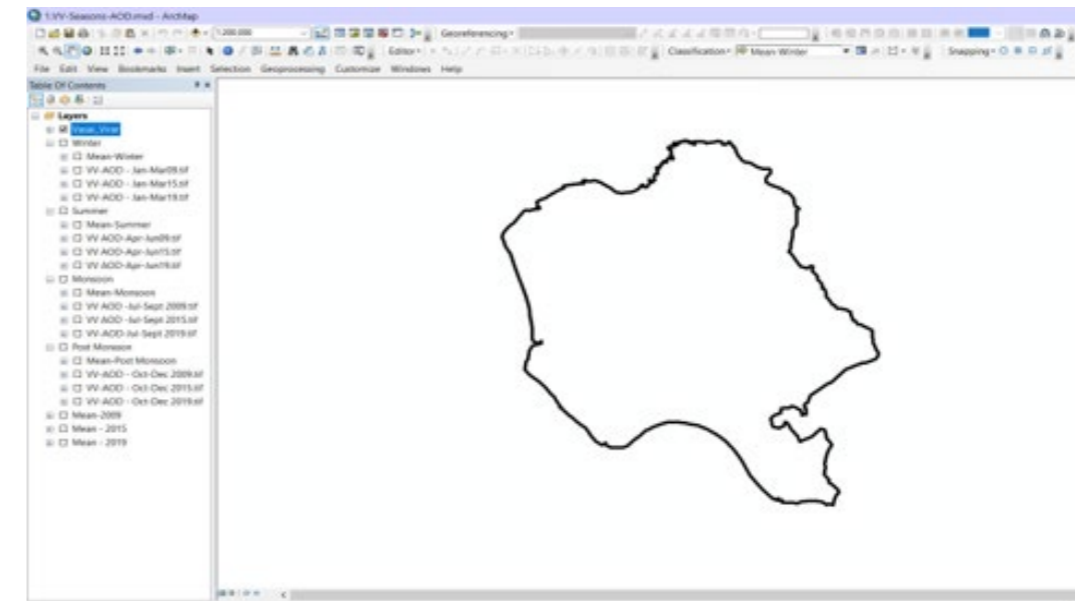 1.VV-Seasons-AOD.mxd - ArcMap
1:200,000 Georeferencing
Editor Classification Mean Winter Snapping
File Edit View Bookmarks Insert Selection Geoprocessing Customize Windows Help
Table Of Contents
Layers
Vasai_Virar
Winter
Mean-Winter
VV-AOD - Jan-Mar09.tif
VV-AOD - Jan-Mar15.tif
VV-AOD - Jan-Mar19.tif
Summer
Mean-Summer
VV AOD-Apr-Jun09.tif
VV AOD-Apr-Jun15.tif
VV AOD-Apr-Jun19.tif
Monsoon
Mean-Monsoon
VV AOD -Jul-Sept 2009.tif
VV AOD -Jul-Sept 2015.tif
VV-AOD-Jul-Sept 2019.tif
Post Monsoon
Mean-Post Monsoon
VV-AOD - Oct-Dec 2009.tif
VV-AOD - Oct-Dec 2015.tif
VV-AOD - Oct-Dec 2019.tif
Mean-2009
Mean - 2015
Mean - 2019